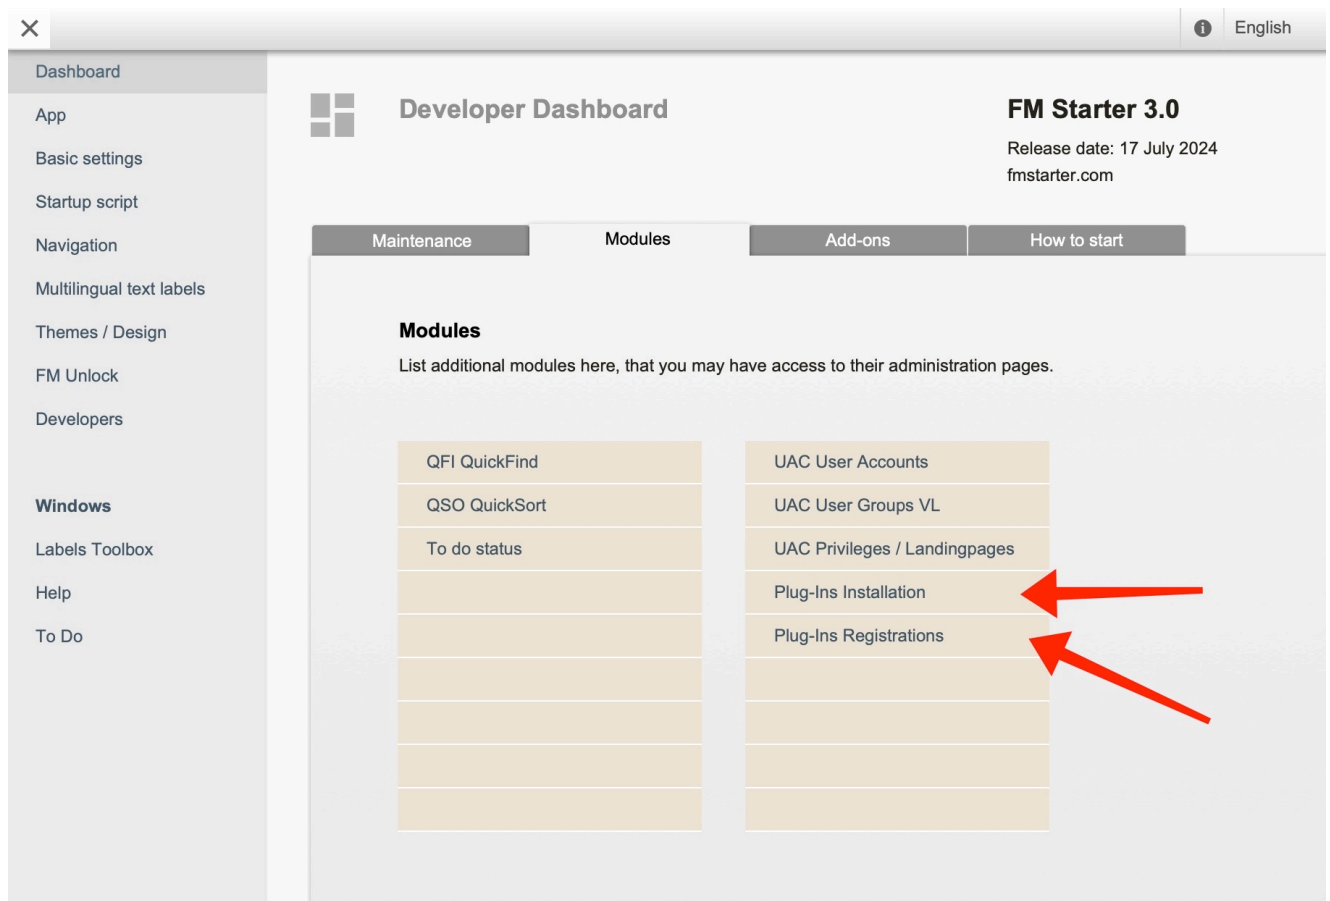 English
Dashboard
App
Basic settings
Startup script
Navigation
Multilingual text labels
Themes / Design
FM Unlock
Developers
Windows
Labels Toolbox
Help
To Do
Developer Dashboard
FM Starter 3.0
Release date: 17 July 2024
fmstarter.com
Maintenance
Modules
Add-ons
How to start
Modules
List additional modules here, that you may have access to their administration pages.
QFI QuickFind
QSO QuickSort
To do status
UAC User Accounts
UAC User Groups VL
UAC Privileges / Landingpages
Plug-Ins Installation
Plug-Ins Registrations